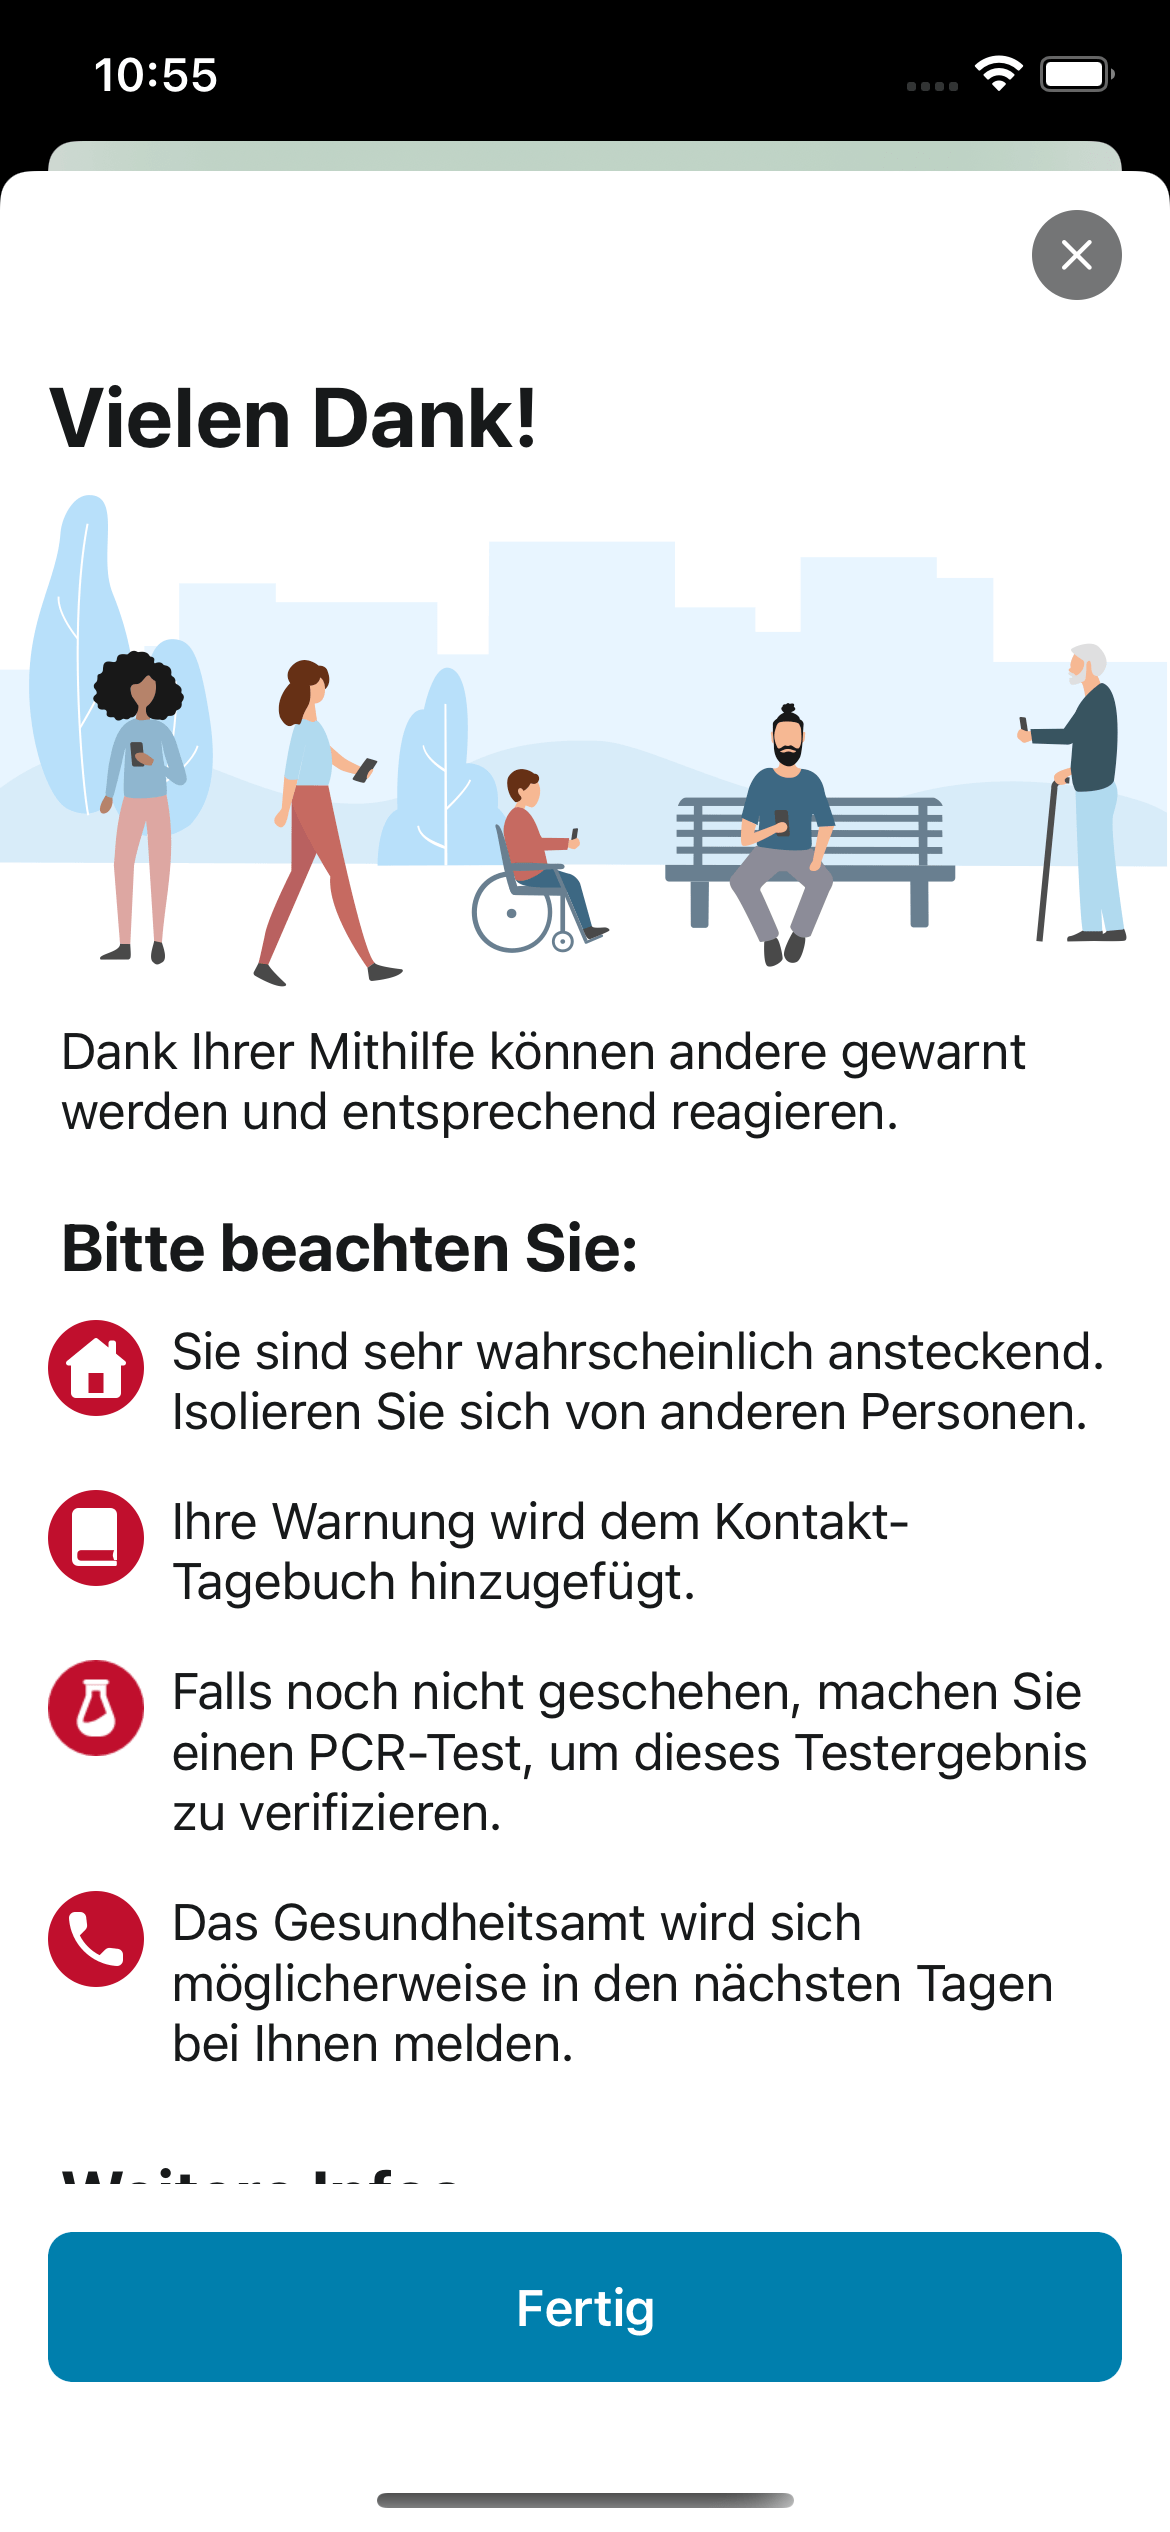 10:55
Vielen Dank!
Dank Ihrer Mithilfe können andere gewarnt
werden und entsprechend reagieren.
Bitte beachten Sie:
Sie sind sehr wahrscheinlich ansteckend.
Isolieren Sie sich von anderen Personen.
Ihre Warnung wird dem Kontakt-
Tagebuch hinzugefügt.
Falls noch nicht geschehen, machen Sie
einen PCR-Test, um dieses Testergebnis
zu verifizieren.
Das Gesundheitsamt wird sich
möglicherweise in den nächsten Tagen
bei Ihnen melden.
Weitere Infos
Fertig